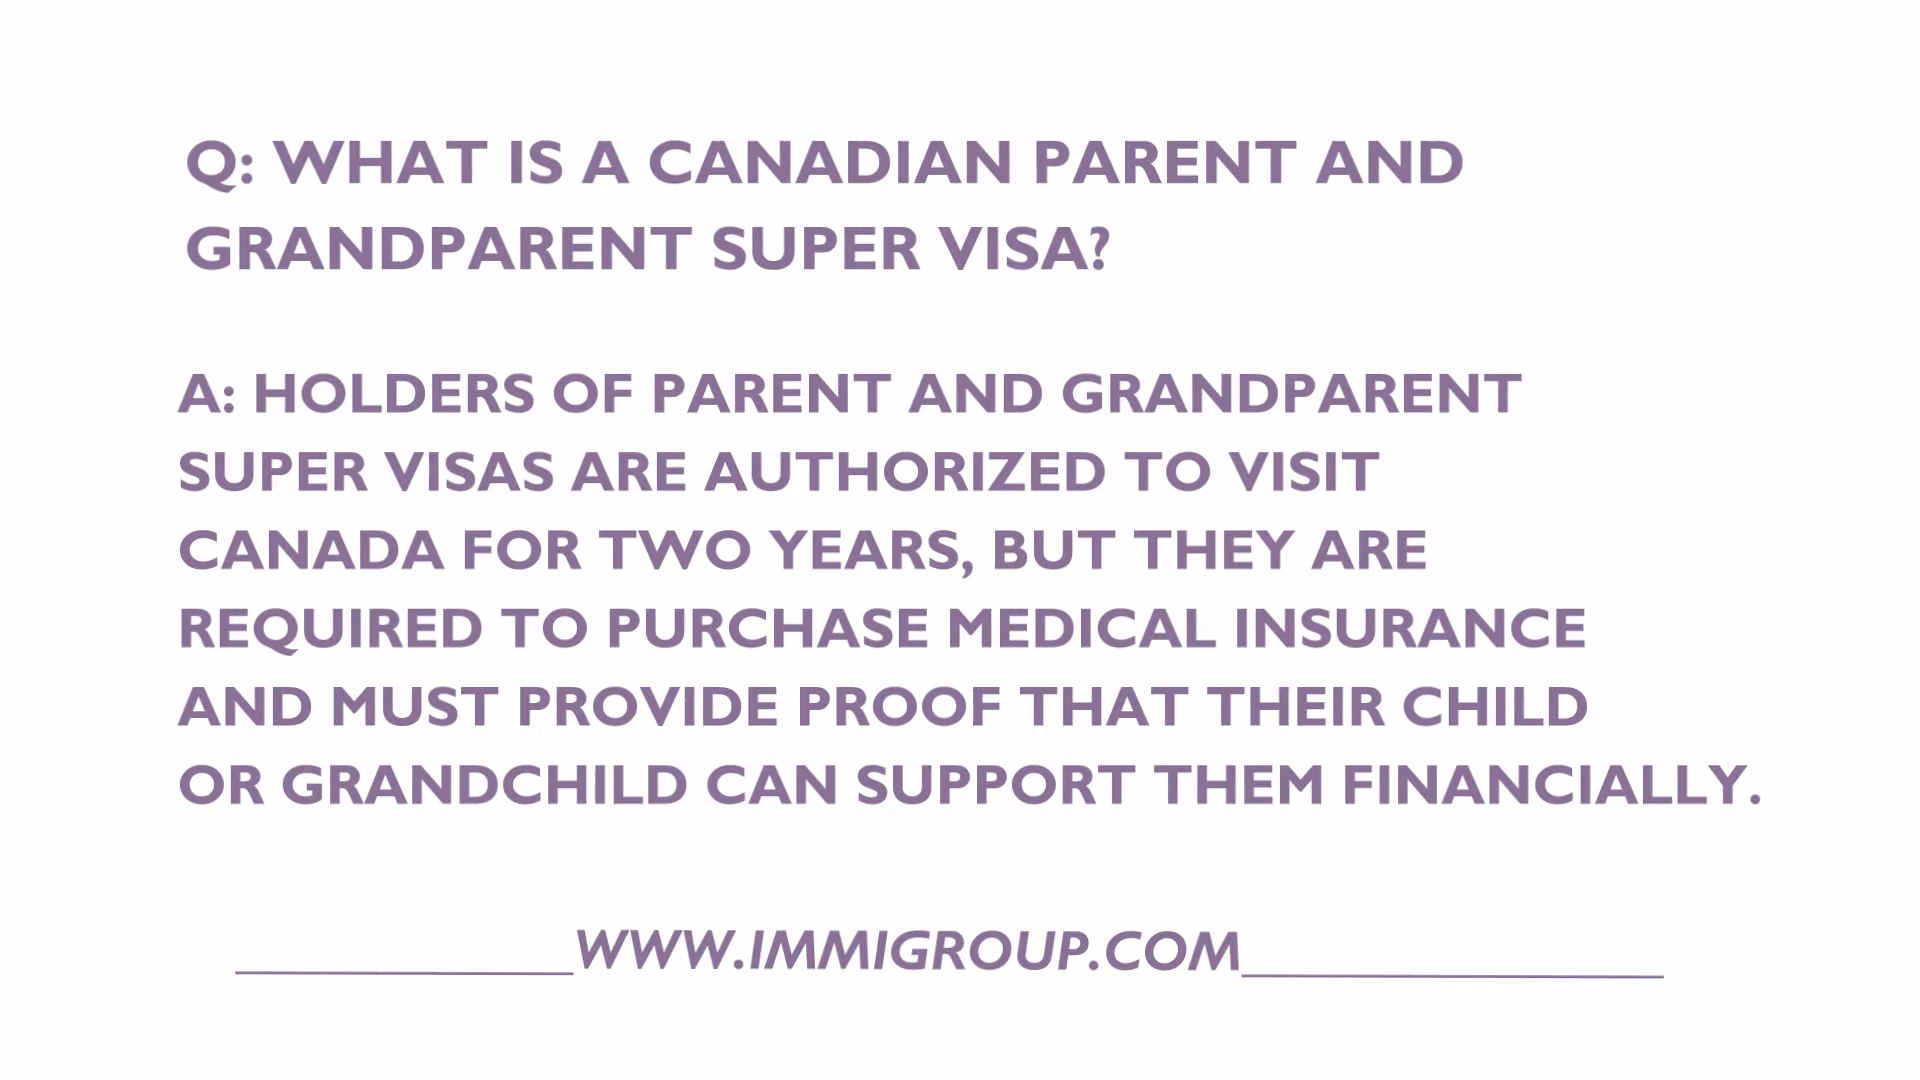 Q: WHAT IS A CANADIAN PARENT AND
GRANDPARENT SUPER VISA?
A: HOLDERS OF PARENT AND GRANDPARENT
SUPER VISAS ARE AUTHORIZED TO VISIT
CANADA FOR TWO YEARS, BUT THEY ARE
REQUIRED TO PURCHASE MEDICAL INSURANCE
AND MUST PROVIDE PROOF THAT THEIR CHILD
OR GRANDCHILD CAN SUPPORT THEM FINANCIALLY.
WWW.IMMIGROUP.COM